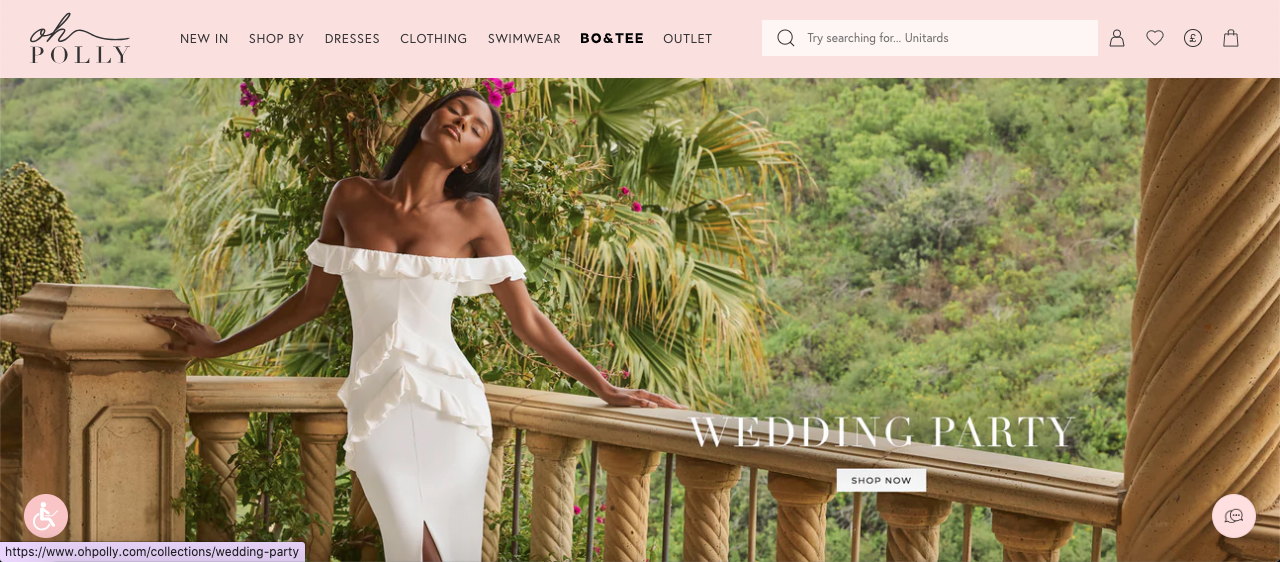 oh
POLLY
NEW IN
SHOP BY
DRESSES
CLOTHING
SWIMWEAR
BO&TEE
OUTLET
Try searching for... Unitards
£
WEDDING PARTY
SHOP NOW
https://www.ohpolly.com/collections/wedding-party